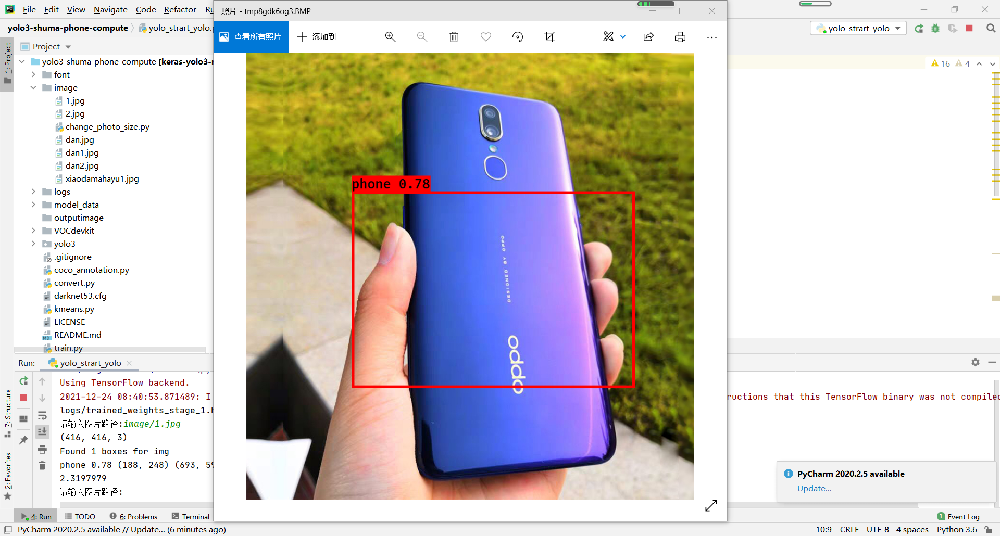 File Edit View Navigate Code Refactor
照片 - tmp8gdk6og3.BMP
yolo3-shuma-phone-compute
yolo_strart_yolo
查看所有照片
添加到
yolo_strart_yolo
1: Project
Project
yolo3-shuma-phone-compute [keras-yolo3-
16 4
font
image
1.jpg
2.jpg
change_photo_size.py
dan.jpg
dan1.jpg
dan2.jpg
xiaodamahayu1.jpg
logs
model_data
outputimage
VOCdevkit
yolo3
.gitignore
coco_annotation.py
convert.py
darknet53.cfg
kmeans.py
LICENSE
README.md
train.py
phone 0.78
DESIGNED BY OPPO
oppo
Run: yolo_strart_yolo
Using TensorFlow backend.
2021-12-24 08:40:53.871489: I
ructions that this TensorFlow binary was not compiled
logs/trained_weights_stage_1.
请输入图片路径:image/1.jpg
(416, 416, 3)
Found 1 boxes for img
phone 0.78 (188, 248) (693, 59
2.3197979
请输入图片路径:
7: Structure
2: Favorites
PyCharm 2020.2.5 available
Update...
4: Run TODO 6: Problems Terminal
1 Event Log
PyCharm 2020.2.5 available // Update... (6 minutes ago)
10:9 CRLF UTF-8 4 spaces Python 3.6